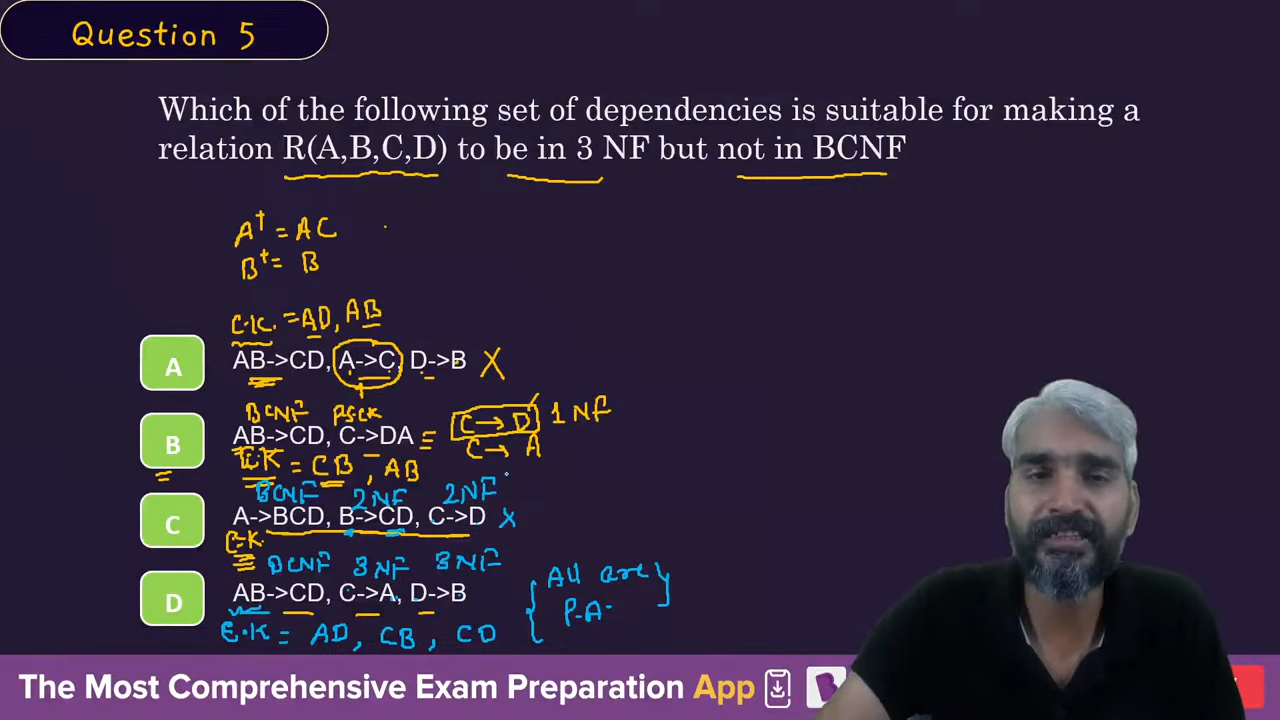 Question 5
Which of the following set of dependencies is suitable for making a
relation R(A,B,C,D) to be in 3 NF but not in BCNF
A† = AC
B+ = B
C.K. = AD, AB
A AB->CD, A->C, D->B X
BCNF
B AB->CD, C->DA = C → D 1 NF
C → A
= CB, AB
BCNF 2NF 2NF
C A->BCD, B->CD, C->D X
C-K.
BCNF 3NF 3NF
D AB->CD, C->A, D->B
All are
P.A.
C.K = AD, CB, CD
The Most Comprehensive Exam Preparation App